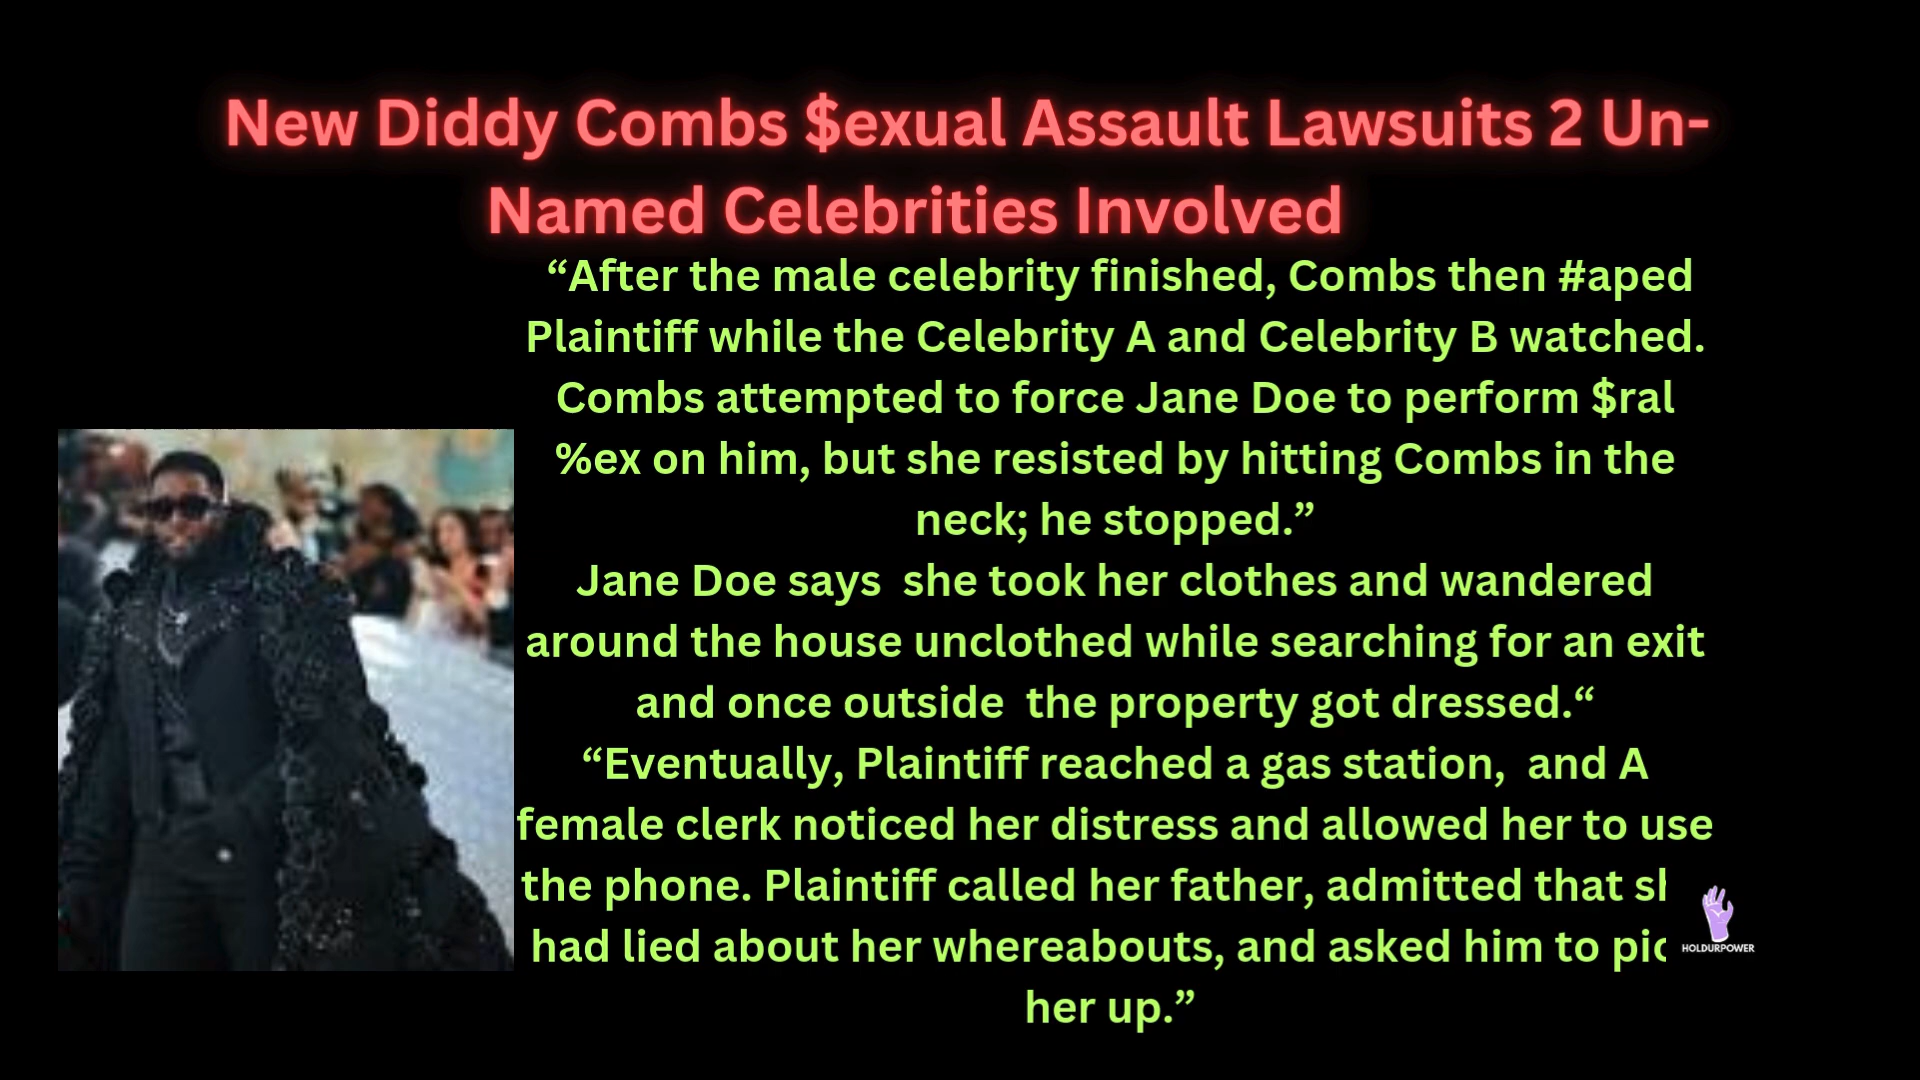 New Diddy Combs $exual Assault Lawsuits 2 Un-
Named Celebrities Involved
“After the male celebrity finished, Combs then #aped
Plaintiff while the Celebrity A and Celebrity B watched.
Combs attempted to force Jane Doe to perform $ral
%ex on him, but she resisted by hitting Combs in the
neck; he stopped.”
Jane Doe says  she took her clothes and wandered
around the house unclothed while searching for an exit
and once outside  the property got dressed.“
“Eventually, Plaintiff reached a gas station,  and A
female clerk noticed her distress and allowed her to use
the phone. Plaintiff called her father, admitted that
had lied about her whereabouts, and asked him to
her up.”
HOLDURPOWER